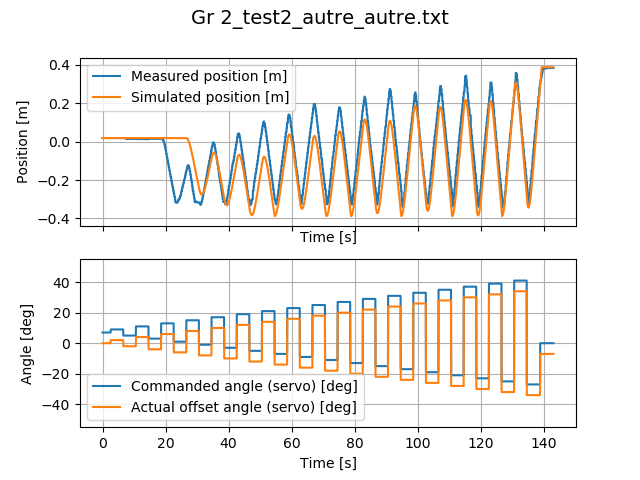 Gr 2_test2_autre_autre.txt
0.4
0.2
0.0
−0.2
−0.4
Position [m]
Measured position [m]
Simulated position [m]
Time [s]
40
20
0
−20
−40
Angle [deg]
Commanded angle (servo) [deg]
Actual offset angle (servo) [deg]
0 20 40 60 80 100 120 140
Time [s]